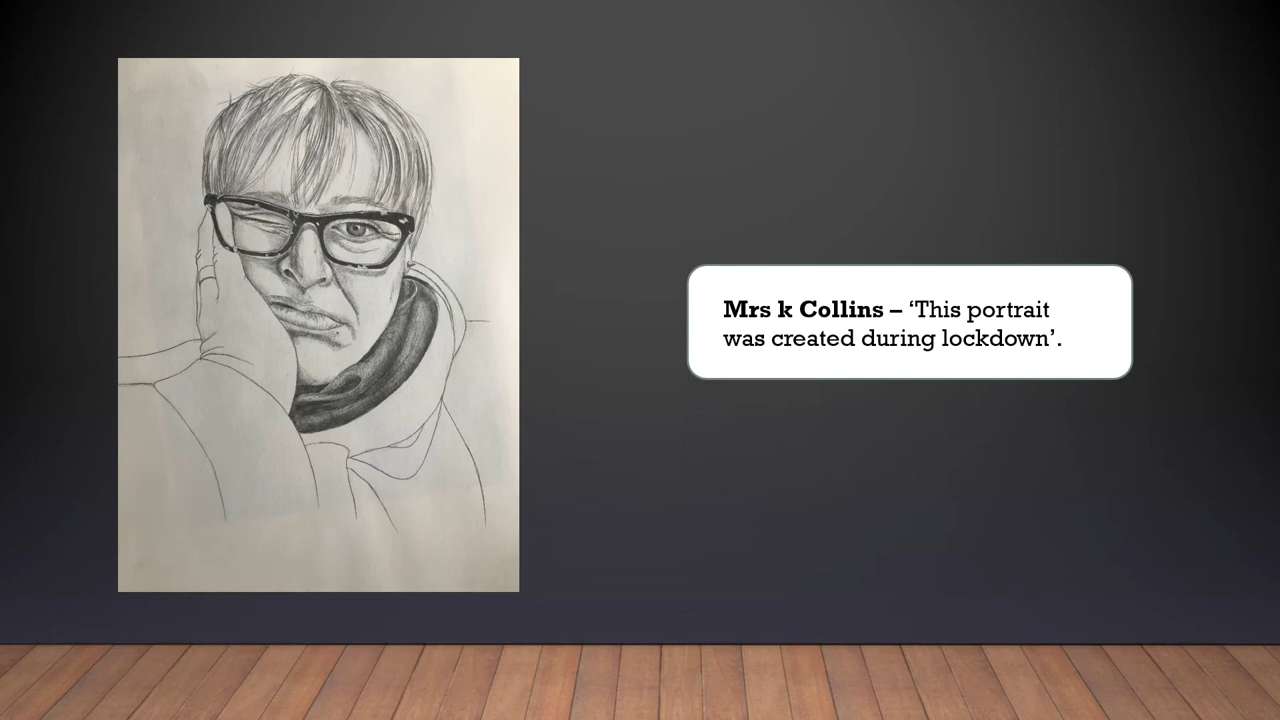 Mrs k Collins – ‘This portrait
was created during lockdown’.